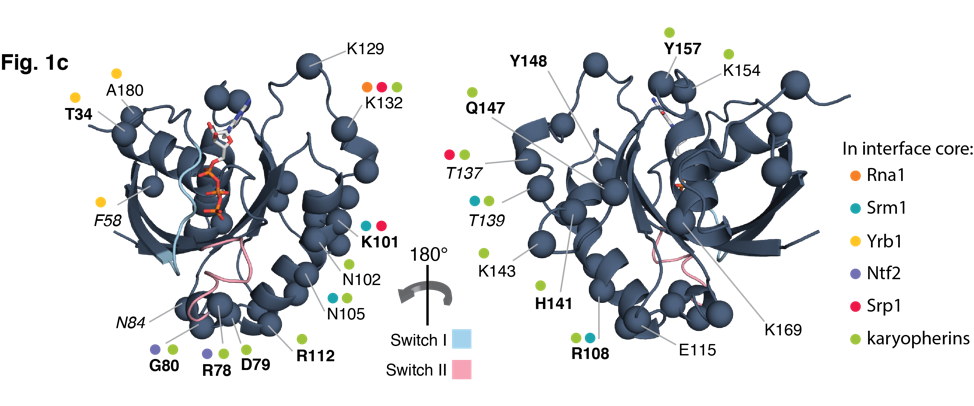 Fig. 1c
A180
T34
F58
N84
G80
R78
D79
R112
N105
N102
K101
K132
K129
180°
Switch I
Switch II
Y148
Q147
T137
T139
K143
H141
R108
E115
K169
Y157
K154
In interface core:
Rna1
Srm1
Yrb1
Ntf2
Srp1
karyopherins